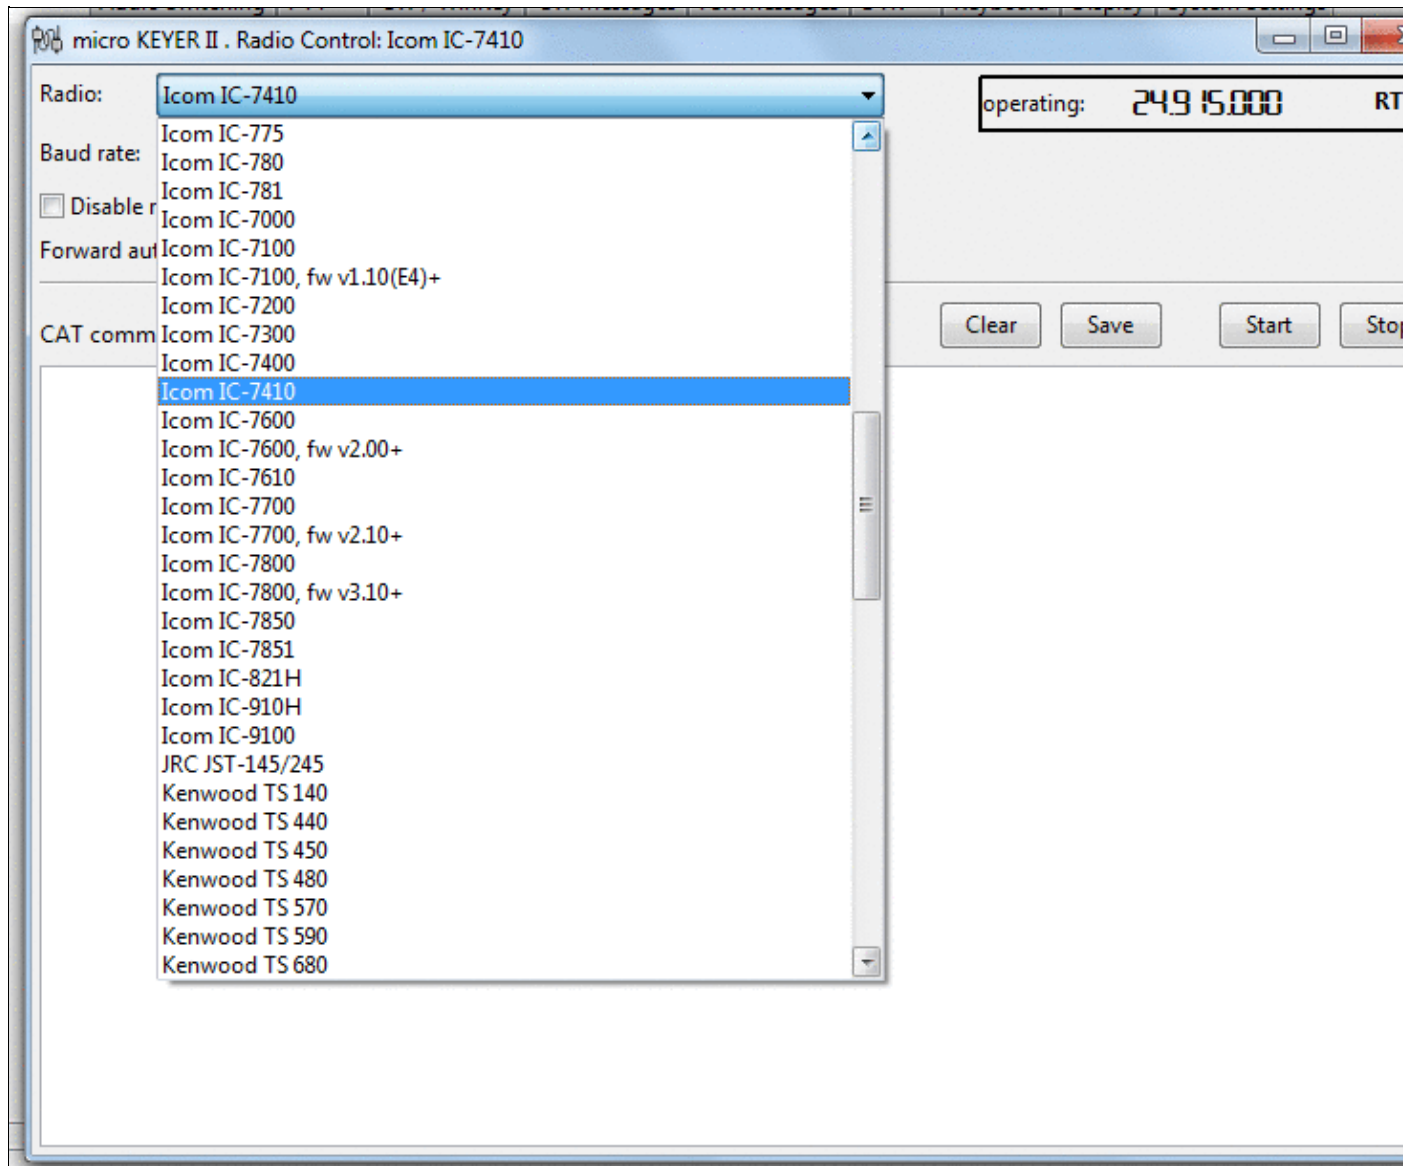 micro KEYER II . Radio Control: Icom IC-7410
Radio: Icom IC-7410
operating: 24.915.000 RT
Icom IC-775
Baud rate:
Icom IC-780
Icom IC-781
Disable r
Icom IC-7000
Forward aut
Icom IC-7100
Icom IC-7100, fw v1.10(E4)+
Icom IC-7200
Clear Save Start Stop
CAT comm
Icom IC-7300
Icom IC-7400
Icom IC-7410
Icom IC-7600
Icom IC-7600, fw v2.00+
Icom IC-7610
Icom IC-7700
Icom IC-7700, fw v2.10+
Icom IC-7800
Icom IC-7800, fw v3.10+
Icom IC-7850
Icom IC-7851
Icom IC-821H
Icom IC-910H
Icom IC-9100
JRC JST-145/245
Kenwood TS 140
Kenwood TS 440
Kenwood TS 450
Kenwood TS 480
Kenwood TS 570
Kenwood TS 590
Kenwood TS 680